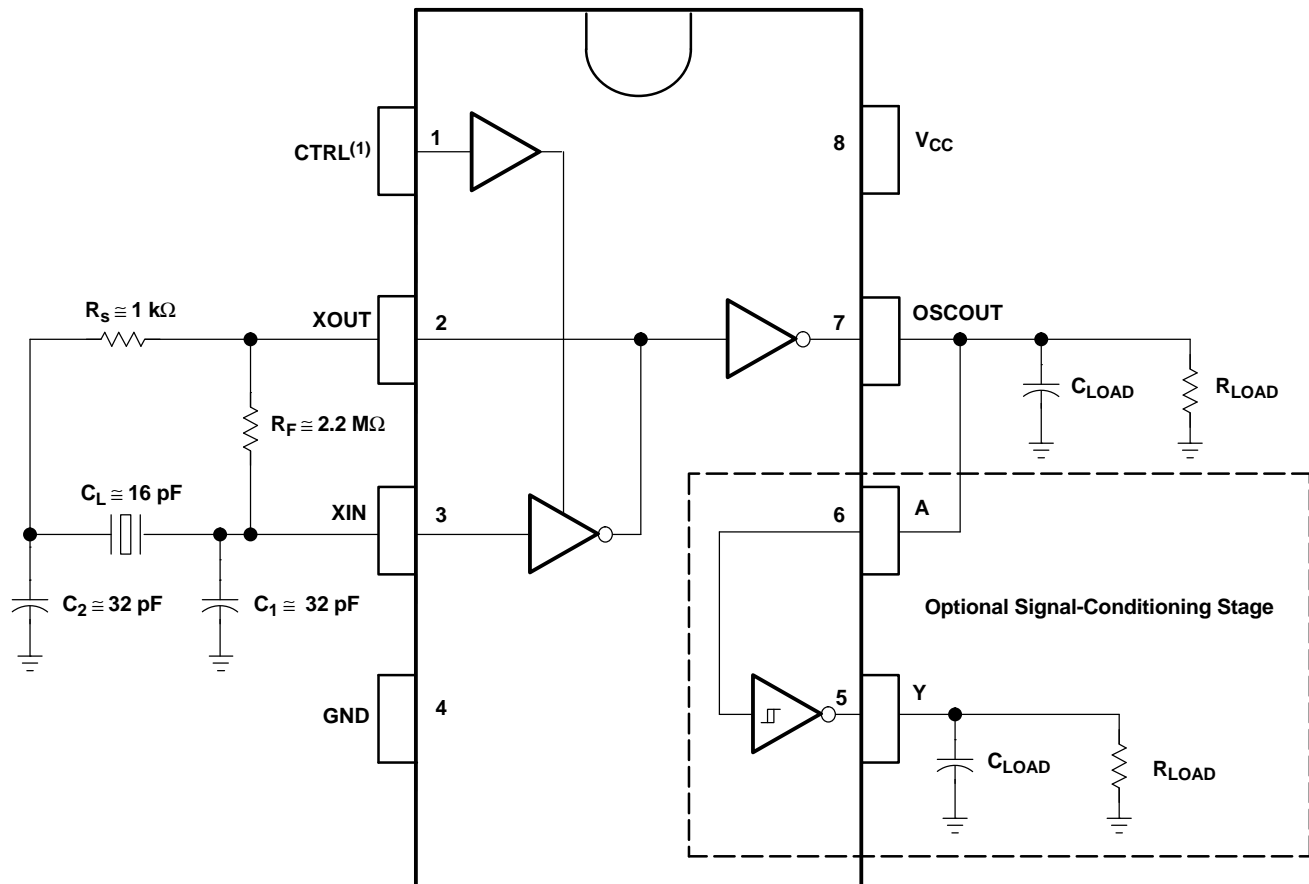 CTRL(1)
1
8
VCC
Rs ≅ 1 kΩ
XOUT
2
7
OSCOUT
CLOAD
RLOAD
RF ≅ 2.2 MΩ
CL ≅ 16 pF
XIN
3
6
A
C2 ≅ 32 pF
C1 ≅ 32 pF
Optional Signal-Conditioning Stage
GND
4
5
Y
CLOAD
RLOAD